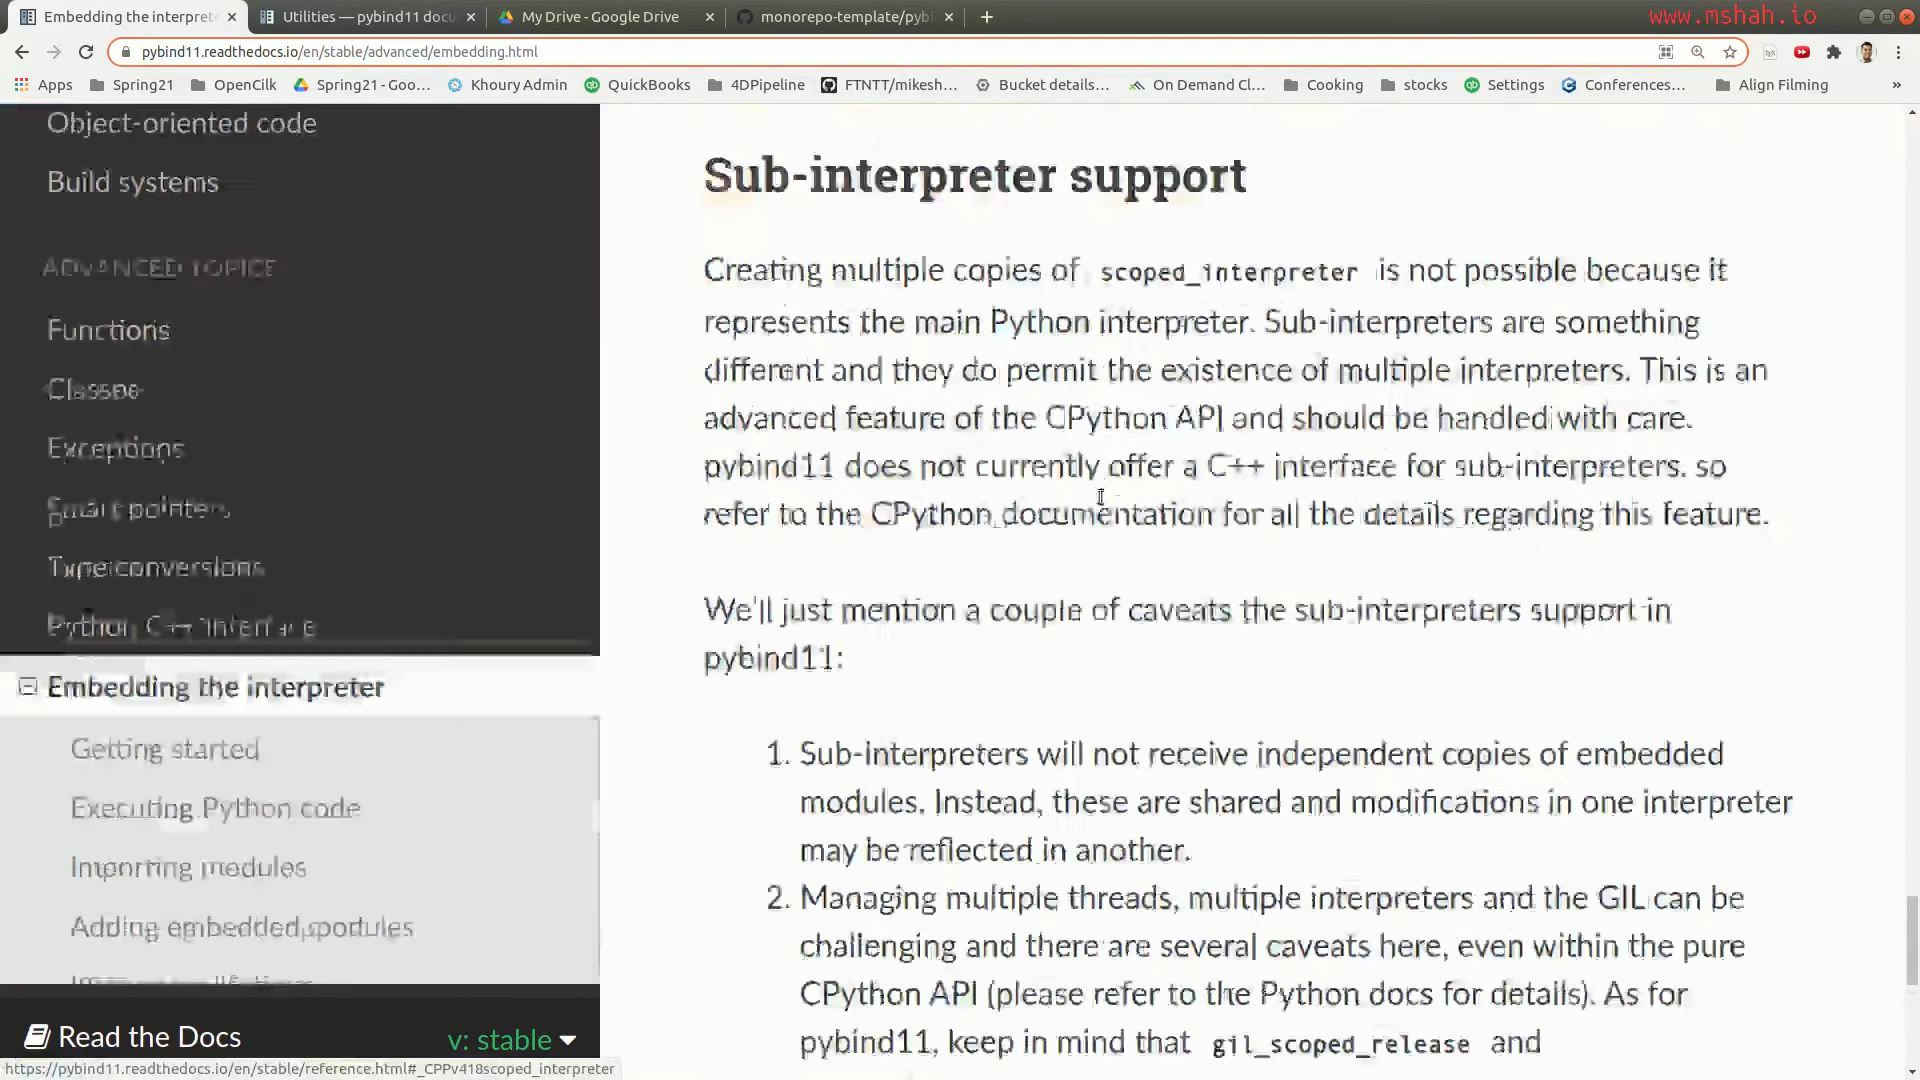 Embedding the interpret
Utilities — pybind11 docu
My Drive - Google Drive
monorepo-template/pyb
www.mshah.io
pybind11.readthedocs.io/en/stable/advanced/embedding.html
Apps
Spring21
OpenCilk
Spring21 - Goo...
Khoury Admin
QuickBooks
4DPipeline
FTNTT/mikesh...
Bucket details...
On Demand Cl...
Cooking
stocks
Settings
Conferences...
Align Filming
»
Object-oriented code
Build systems
ADVANCED TOPICS
Functions
Classes
Exceptions
Smart pointers
Type conversions
Python C++ interface
Embedding the interpreter
Getting started
Executing Python code
Importing modules
Adding embedded modules
Read the Docs
v: stable
Sub-interpreter support
Creating multiple copies of scoped_interpreter is not possible because it
represents the main Python interpreter. Sub-interpreters are something
different and they do permit the existence of multiple interpreters. This is an
advanced feature of the CPython API and should be handled with care.
pybind11 does not currently offer a C++ interface for sub-interpreters, so
refer to the CPython documentation for all the details regarding this feature.
We'll just mention a couple of caveats the sub-interpreters support in
pybind11:
1. Sub-interpreters will not receive independent copies of embedded
modules. Instead, these are shared and modifications in one interpreter
may be reflected in another.
2. Managing multiple threads, multiple interpreters and the GIL can be
challenging and there are several caveats here, even within the pure
CPython API (please refer to the Python docs for details). As for
pybind11, keep in mind that gil_scoped_release and
https://pybind11.readthedocs.io/en/stable/reference.html#_CPPv418scoped_interpreter